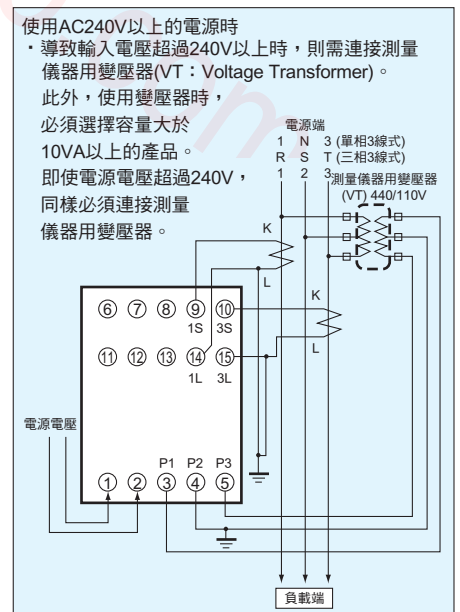 使用AC240V以上的電源時
・導致輸入電壓超過240V以上時，則需連接測量
儀器用變壓器(VT：Voltage Transformer)。
此外，使用變壓器時，
必須選擇容量大於
10VA以上的產品。
即使電源電壓超過240V，
同樣必須連接測量
儀器用變壓器。
電源端
1 N 3 (單相3線式)
R S T (三相3線式)
1 2 3
測量儀器用變壓器
(VT) 440/110V
K
L
K
L
⑥ ⑦ ⑧ ⑨ ⑩
1S 3S
⑪ ⑫ ⑬ ⑭ ⑮
1L 3L
電源電壓
P1 P2 P3
① ② ③ ④ ⑤
負載端